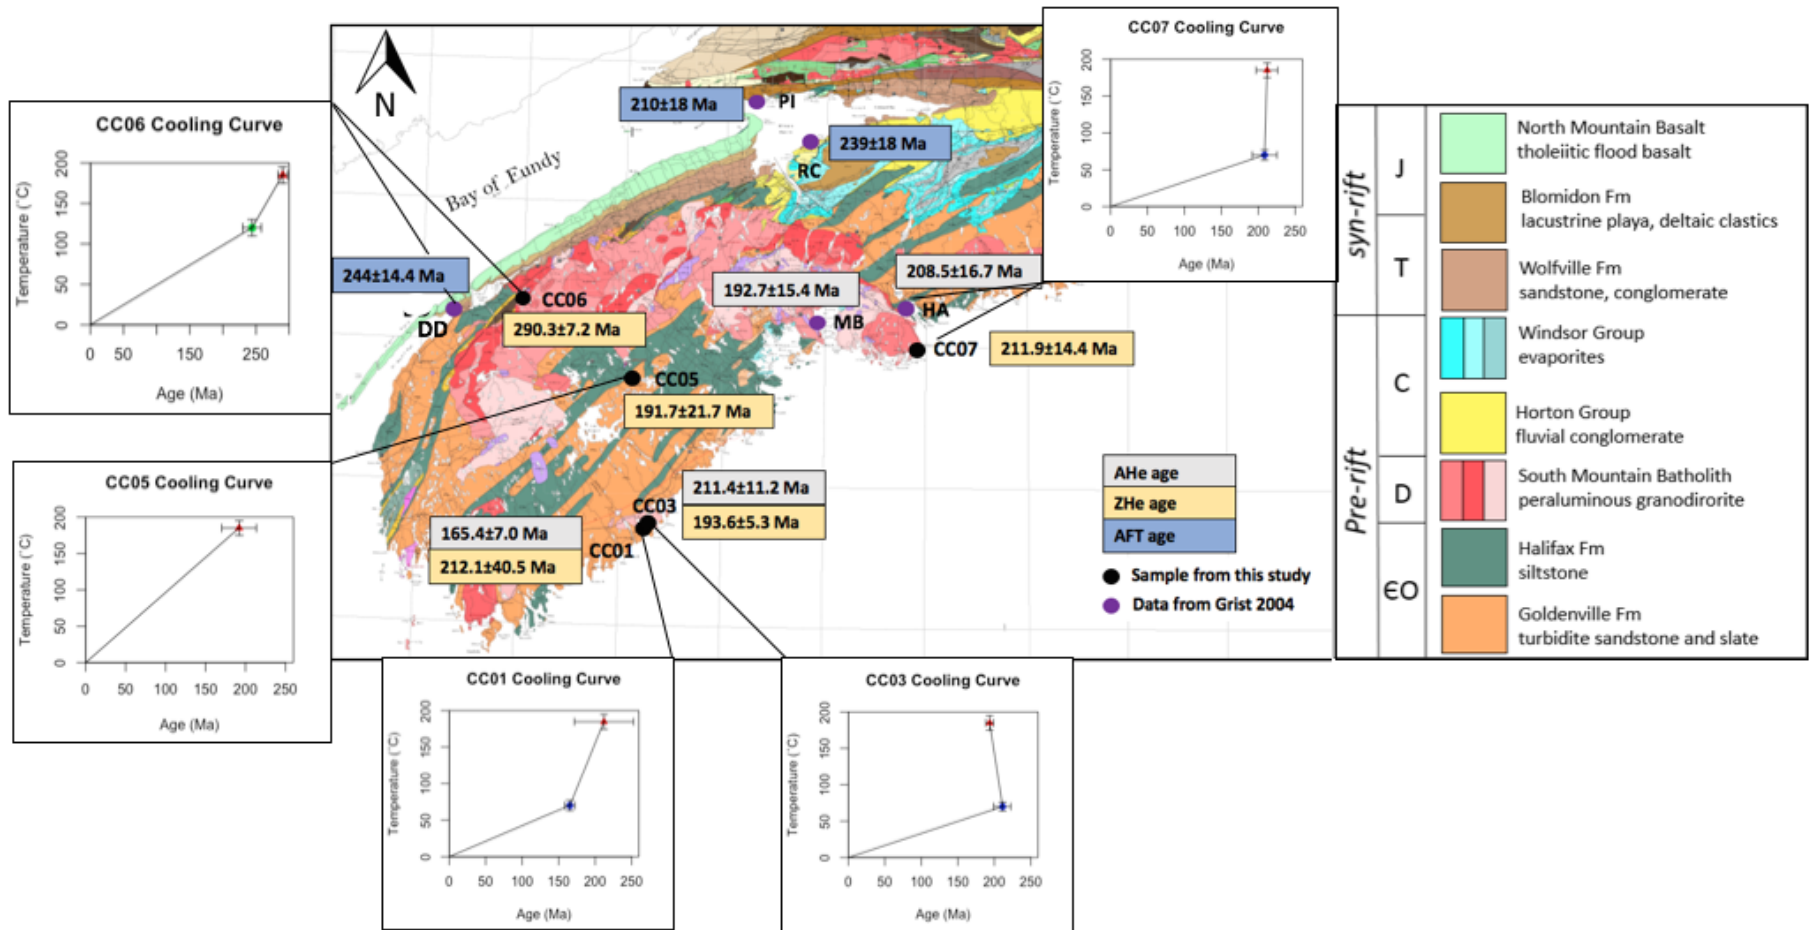 CC06 Cooling Curve
Temperature (˚C)
200
150
100
50
0
0 50 150 250
Age (Ma)
CC05 Cooling Curve
Temperature (˚C)
200
150
100
50
0
0 50 100 150 200 250
Age (Ma)
N
Bay of Fundy
210±18 Ma
PI
239±18 Ma
RC
244±14.4 Ma
DD
CC06
290.3±7.2 Ma
192.7±15.4 Ma
MB
208.5±16.7 Ma
HA
CC07
211.9±14.4 Ma
CC05
191.7±21.7 Ma
211.4±11.2 Ma
193.6±5.3 Ma
CC03
165.4±7.0 Ma
212.1±40.5 Ma
CC01
AHe age
ZHe age
AFT age
Sample from this study
Data from Grist 2004
CC07 Cooling Curve
Temperature (˚C)
200
150
100
50
0
0 50 100 150 200 250
Age (Ma)
CC01 Cooling Curve
Temperature (˚C)
200
150
100
50
0
0 50 100 150 200 250
Age (Ma)
CC03 Cooling Curve
Temperature (˚C)
200
150
100
50
0
0 50 100 150 200 250
Age (Ma)
syn-rift
Pre-rift
J
T
C
D
ЄO
North Mountain Basalt
tholeiitic flood basalt
Blomidon Fm
lacustrine playa, deltaic clastics
Wolfville Fm
sandstone, conglomerate
Windsor Group
evaporites
Horton Group
fluvial conglomerate
South Mountain Batholith
peraluminous granodirorite
Halifax Fm
siltstone
Goldenville Fm
turbidite sandstone and slate